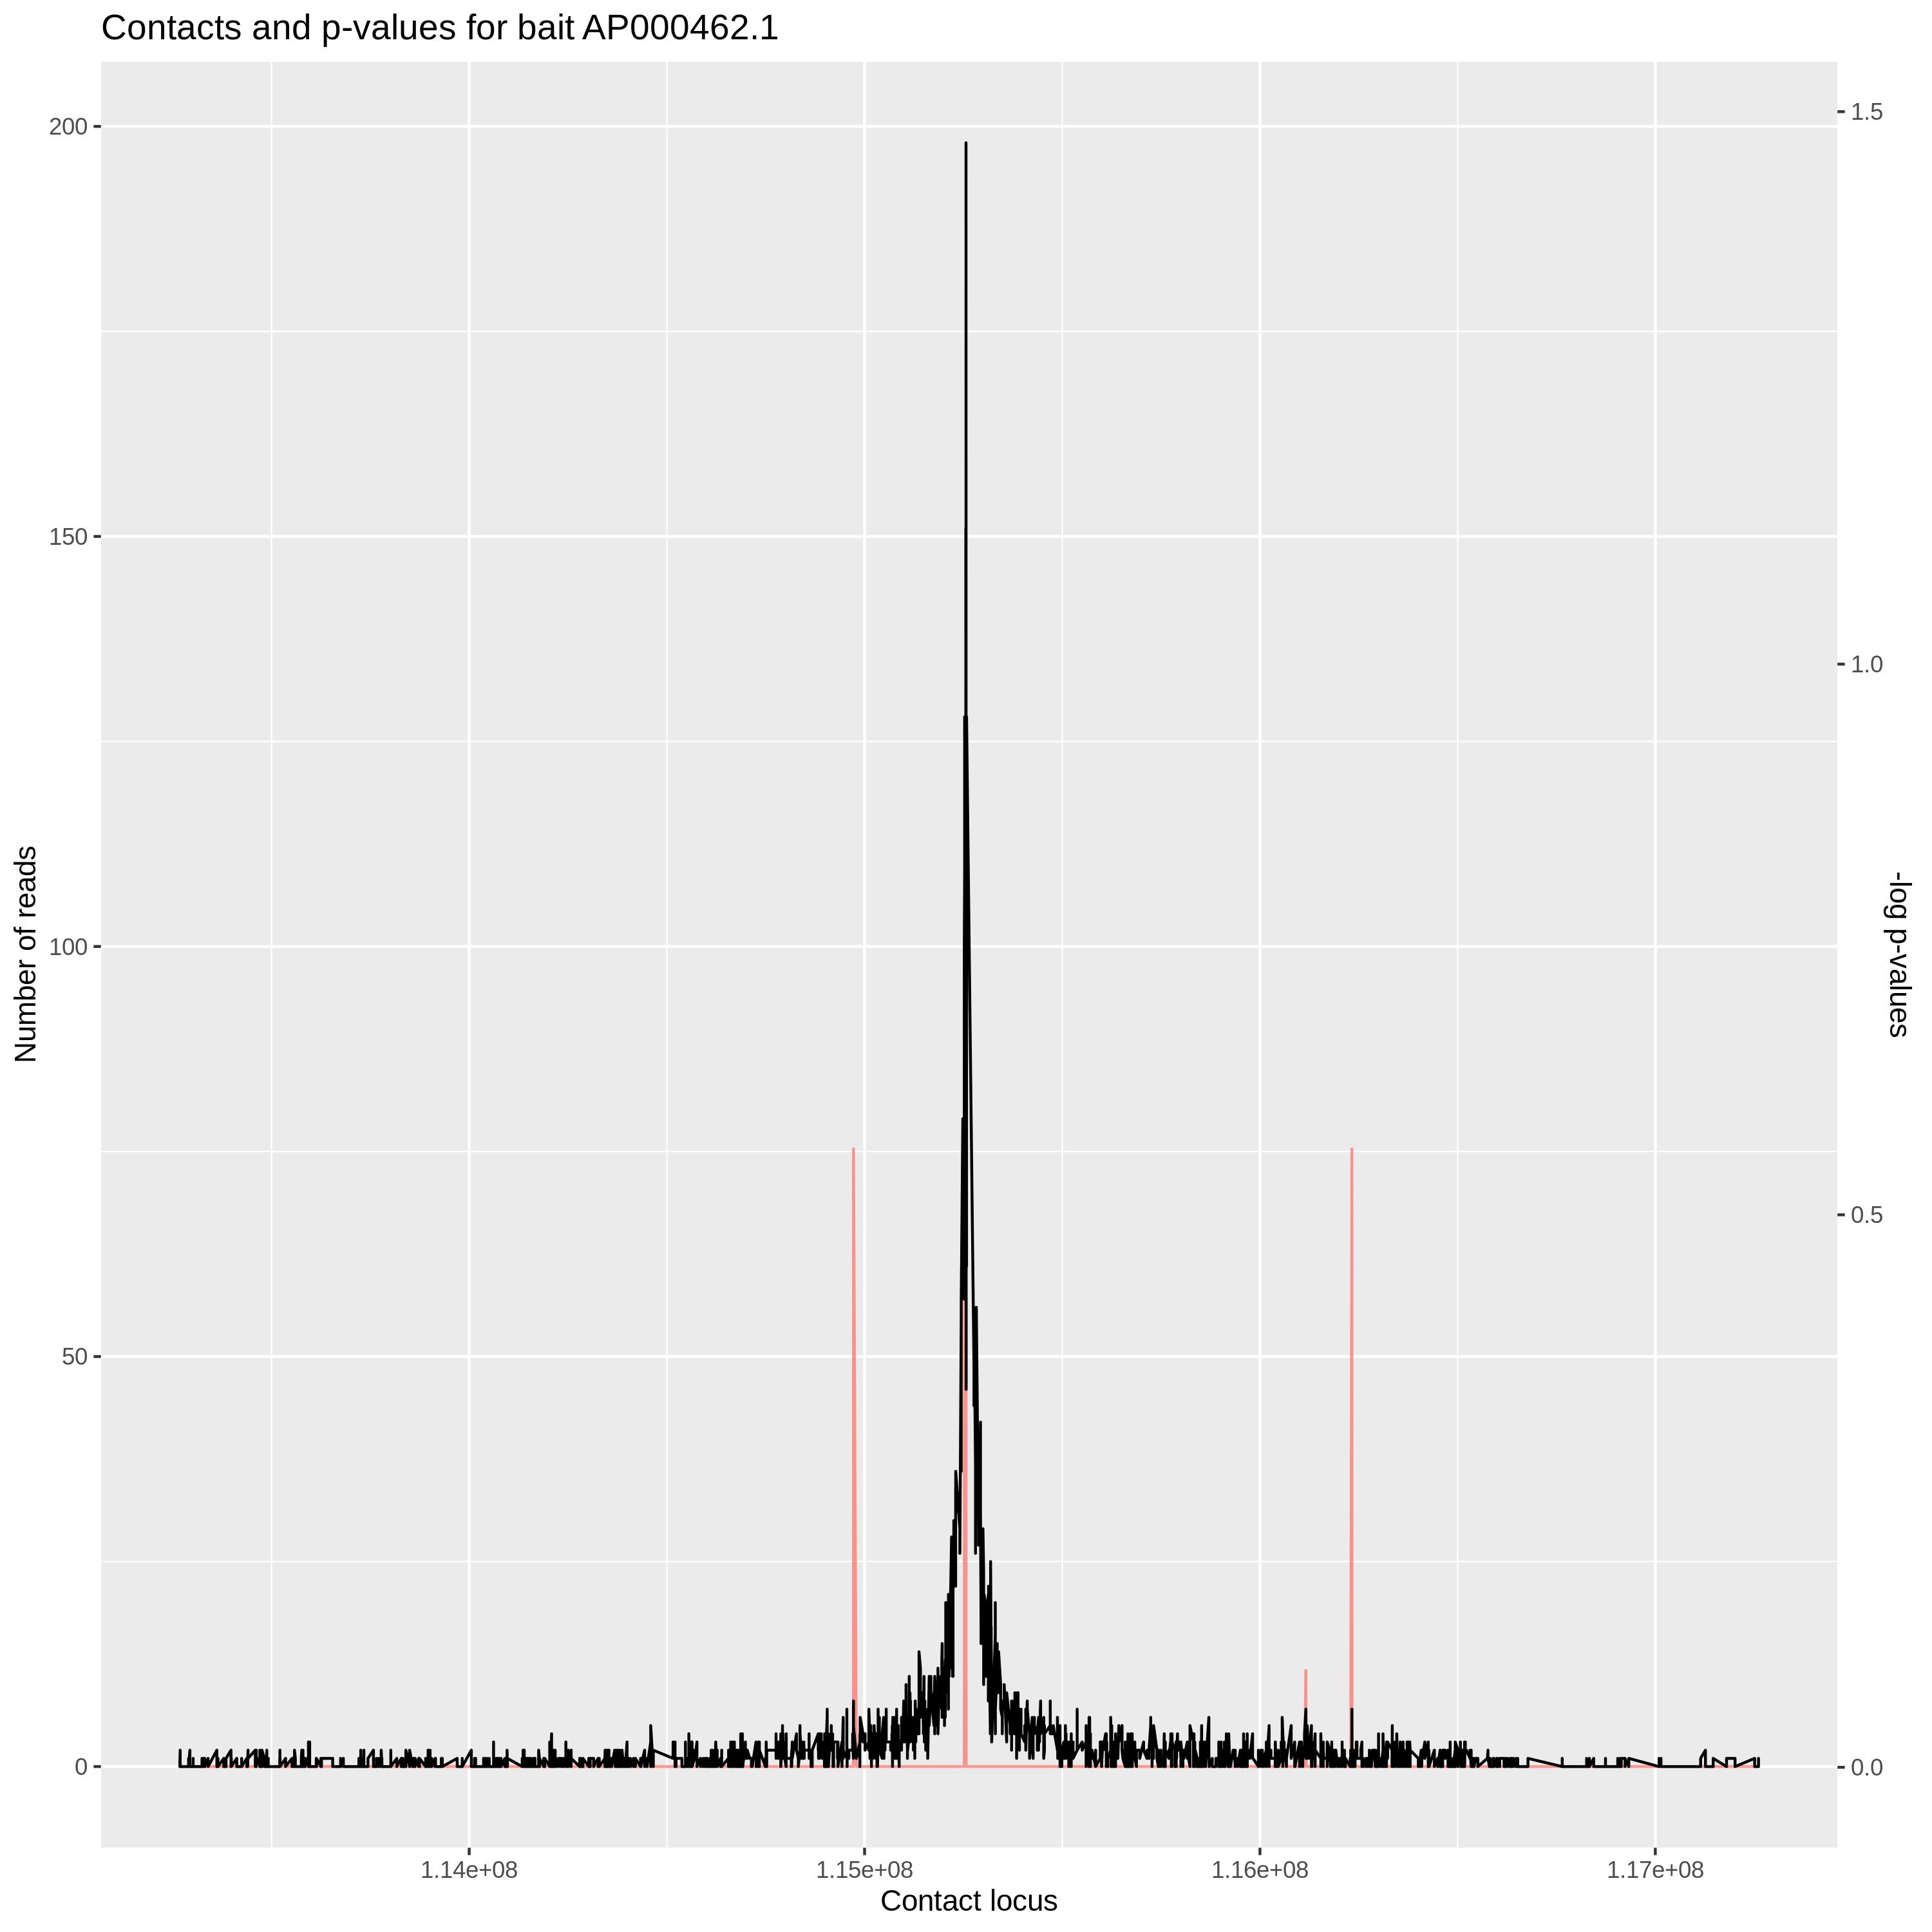 Contacts and p-values for bait AP000462.1
200
150
100
50
0
Number of reads
1.5
1.0
0.5
0.0
-log p-values
1.14e+08
1.15e+08
1.16e+08
1.17e+08
Contact locus